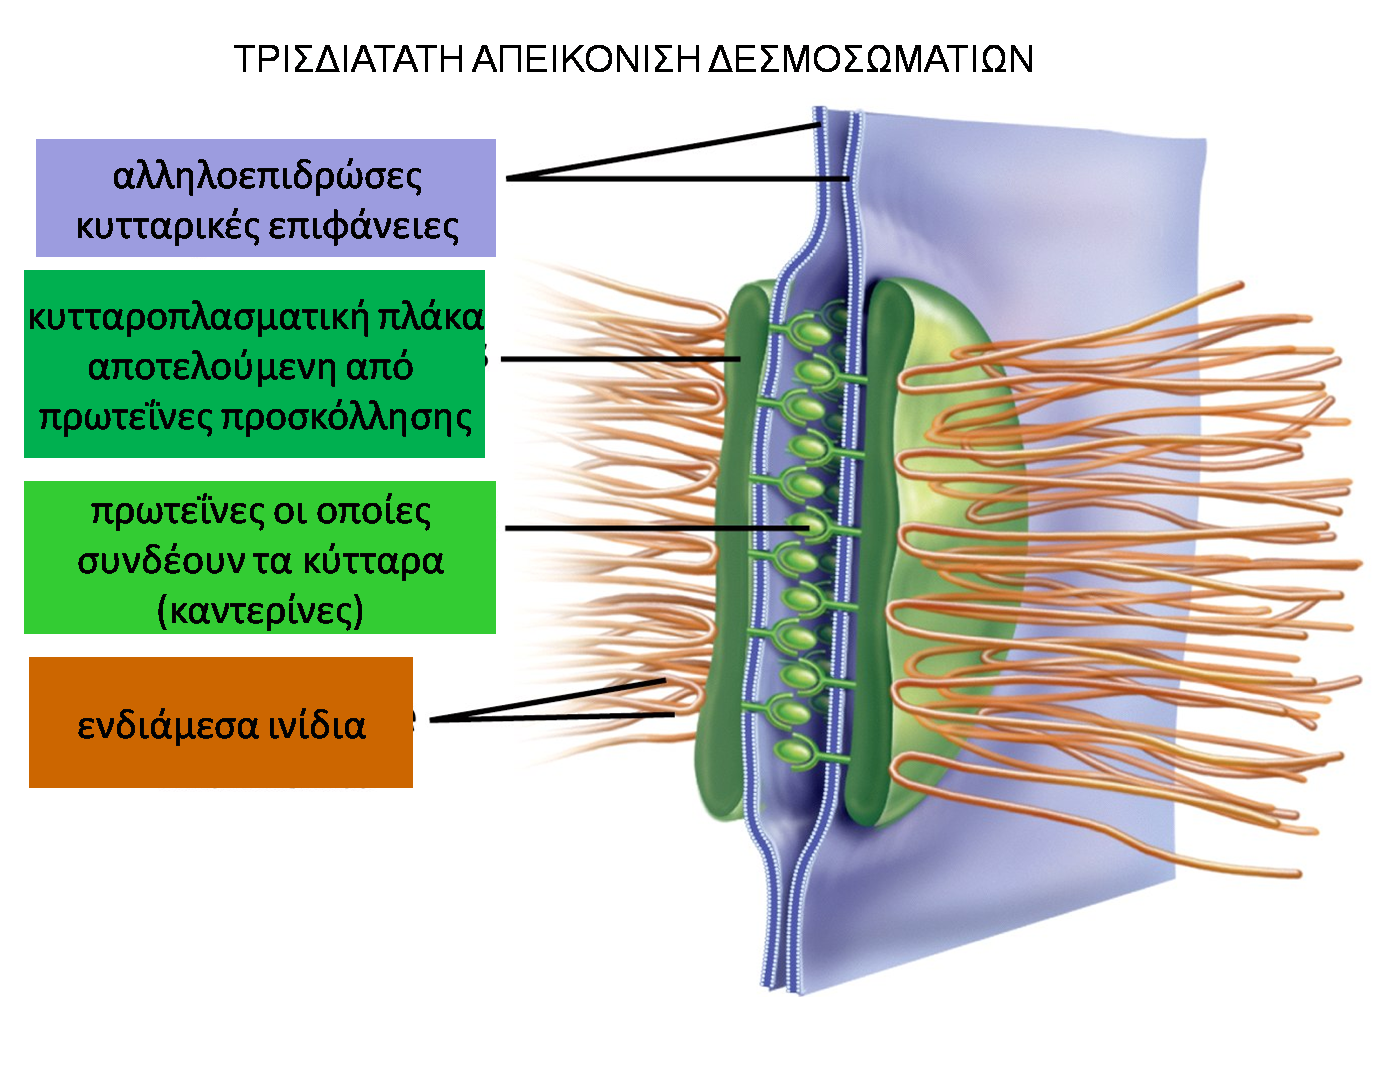 ΤΡΙΣΔΙΑΤΑΤΗ ΑΠΕΙΚΟΝΙΣΗ ΔΕΣΜΟΣΩΜΑΤΙΩΝ
αλληλοεπιδρώσες
κυτταρικές επιφάνειες
κυτταροπλασματική πλάκα
αποτελούμενη από
πρωτεΐνες προσκόλλησης
πρωτεΐνες οι οποίες
συνδέουν τα κύτταρα
(καντερίνες)
ενδιάμεσα ινίδια